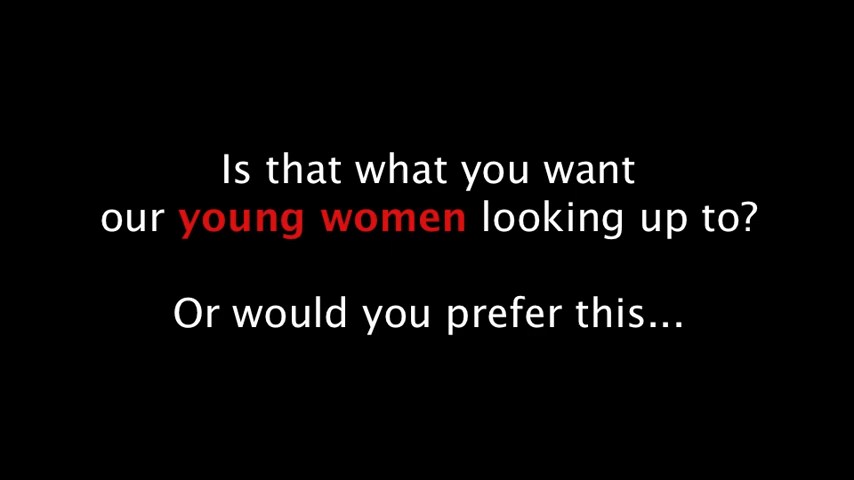 Is that what you want
our young women looking up to?
Or would you prefer this...